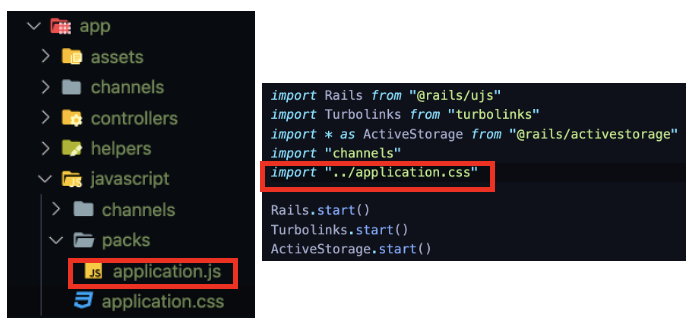 app
assets
channels
controllers
helpers
javascript
channels
packs
JS application.js
application.css
import Rails from "@rails/ujs"
import Turbolinks from "turbolinks"
import * as ActiveStorage from "@rails/activestorage"
import "channels"
import "../application.css"
Rails.start()
Turbolinks.start()
ActiveStorage.start()